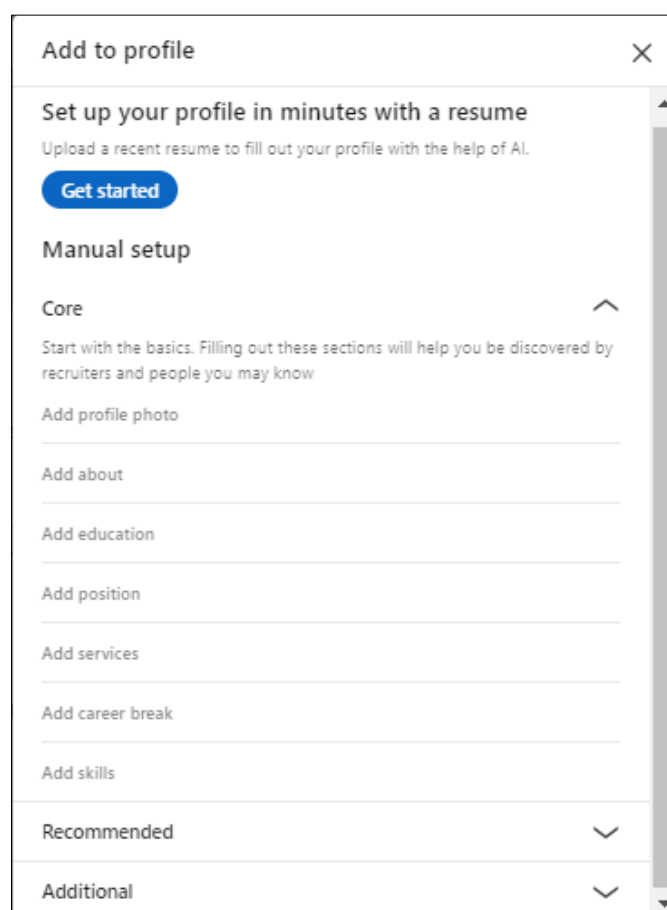 Add to profile
Set up your profile in minutes with a resume
Upload a recent resume to fill out your profile with the help of AI.
Get started
Manual setup
Core
Start with the basics. Filling out these sections will help you be discovered by
recruiters and people you may know
Add profile photo
Add about
Add education
Add position
Add services
Add career break
Add skills
Recommended
Additional